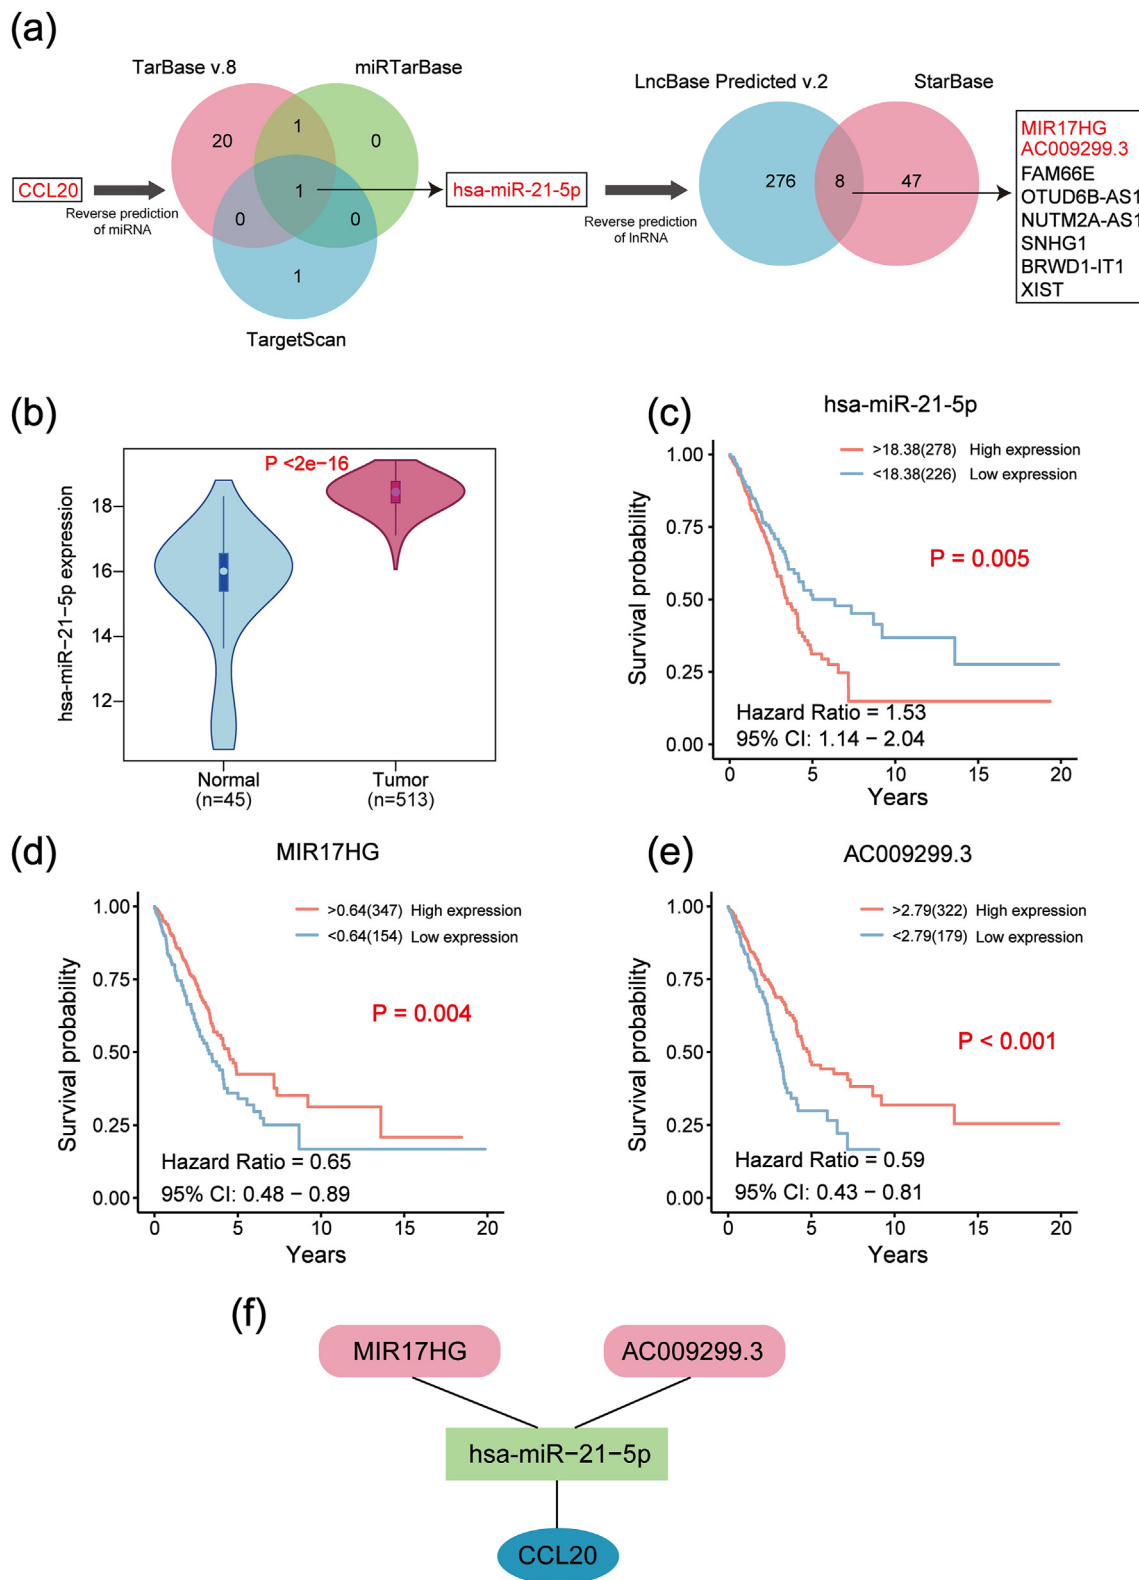 (a)
TarBase v.8
miRTarBase
LncBase Predicted v.2
StarBase
20
1
0
CCL20
1
hsa-miR-21-5p
276
8
47
MIR17HG
AC009299.3
FAM66E
OTUD6B-AS1
NUTM2A-AS1
SNHG1
BRWD1-IT1
XIST
Reverse prediction
of miRNA
0
0
Reverse prediction
of lnRNA
1
TargetScan
(b)
hsa-miR-21-5p expression
18
16
14
12
P <2e-16
Normal
(n=45)
Tumor
(n=513)
(c)
hsa-miR-21-5p
Survival probability
1.00
0.75
0.50
0.25
0.00
>18.38(278) High expression
<18.38(226) Low expression
P = 0.005
Hazard Ratio = 1.53
95% CI: 1.14 − 2.04
0 5 10 15 20
Years
(d)
MIR17HG
Survival probability
1.00
0.75
0.50
0.25
0.00
>0.64(347) High expression
<0.64(154) Low expression
P = 0.004
Hazard Ratio = 0.65
95% CI: 0.48 − 0.89
0 5 10 15 20
Years
(e)
AC009299.3
Survival probability
1.00
0.75
0.50
0.25
0.00
>2.79(322) High expression
<2.79(179) Low expression
P < 0.001
Hazard Ratio = 0.59
95% CI: 0.43 − 0.81
0 5 10 15 20
Years
(f)
MIR17HG
AC009299.3
hsa-miR−21−5p
CCL20